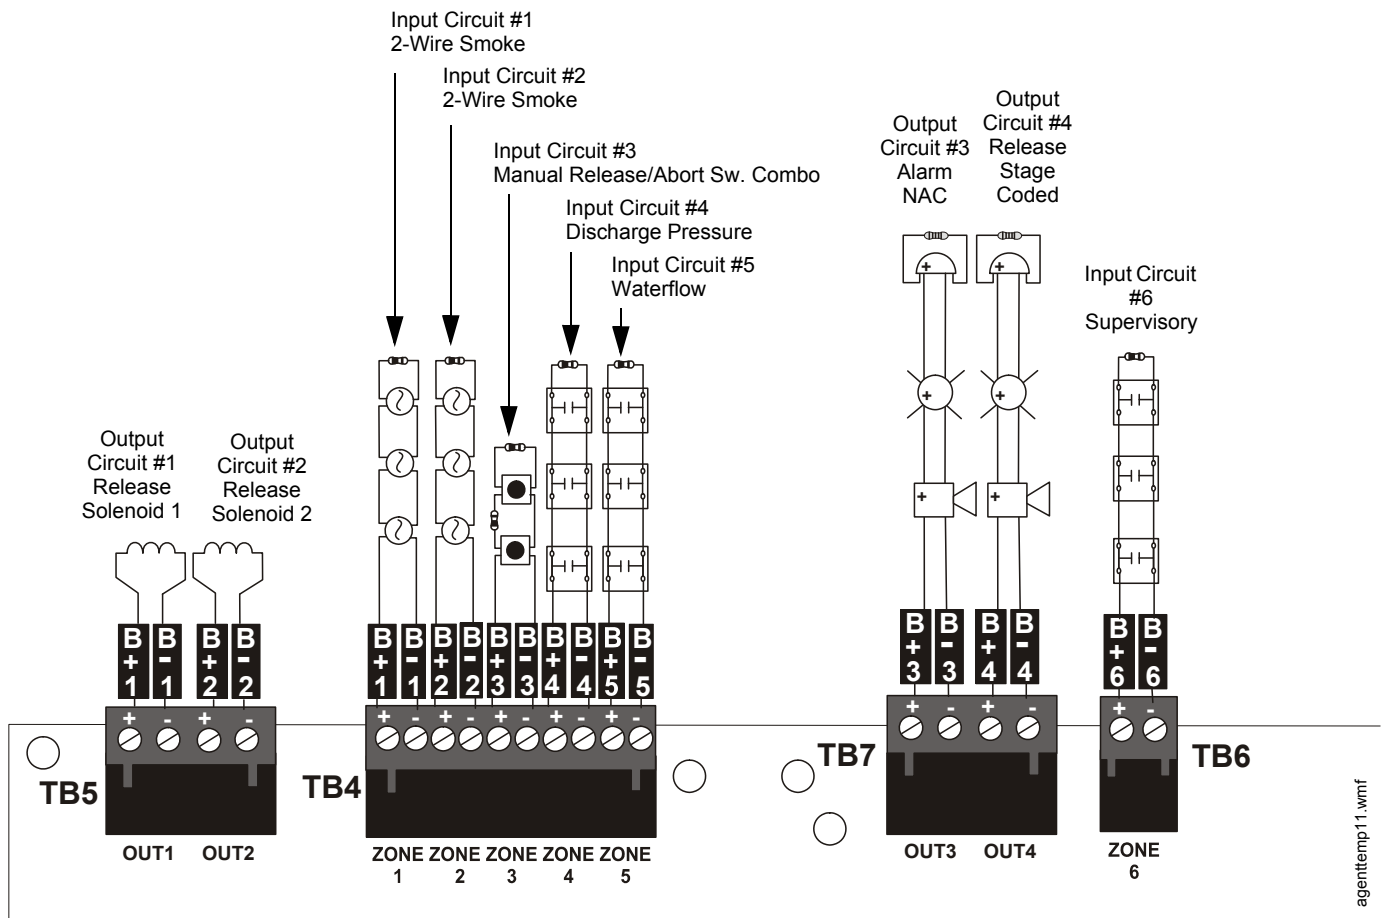 Input Circuit #1
2-Wire Smoke
Input Circuit #2
2-Wire Smoke
Input Circuit #3
Manual Release/Abort Sw. Combo
Input Circuit #4
Discharge Pressure
Input Circuit #5
Waterflow
Output
Circuit #3
Alarm
NAC
Output
Circuit #4
Release
Stage
Coded
Input Circuit
#6
Supervisory
Output
Circuit #1
Release
Solenoid 1
Output
Circuit #2
Release
Solenoid 2
+ + + +
+ +
B+1 B-1 B+2 B-2
B+1 B-1 B+2 B-2 B+3 B-3 B+4 B-4 B+5 B-5
B+3 B-3 B+4 B-4
B+6 B-6
+ - + -
+ - + - + - + - + -
+ - + -
+ -
TB5
TB4
TB7
TB6
OUT1 OUT2
ZONE 1
ZONE 2
ZONE 3
ZONE 4
ZONE 5
OUT3 OUT4
ZONE
6
agenttemp11.wmf